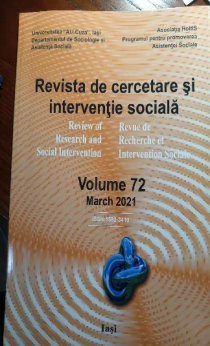 Universitatea "Al.I.Cuza", Iaşi
Departamentul de Sociologie şi
Asistenţă Socială
Asociaţia HoltIS
Programul pentru promovarea
Asistenţei Sociale
Revista de cercetare şi
intervenţie socială
Review of
Research and
Social Intervention
Revue de
Recherche et
Intervention Sociale
Volume 72
March 2021
Iaşi